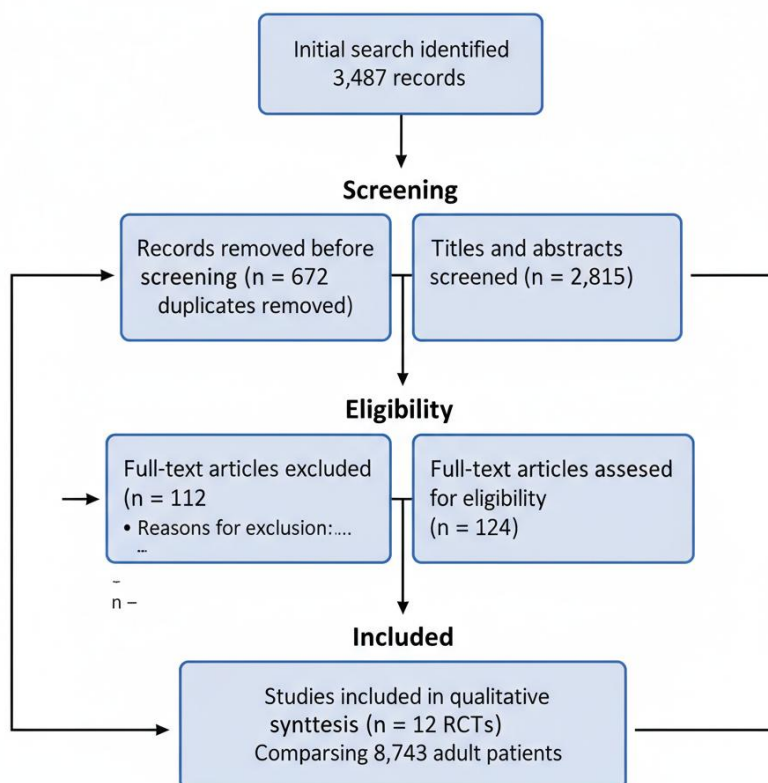 Initial search identified
3,487 records
Screening
Records removed before
screening (n = 672
duplicates removed)
Titles and abstracts
screened (n = 2,815)
Eligibility
Full-text articles excluded
(n = 112
• Reasons for exclusion:....
...
Full-text articles assesed
for eligibility
(n = 124)
–
n –
Included
Studies included in qualitative
synttesis (n = 12 RCTs)
Comparsing 8,743 adult patients